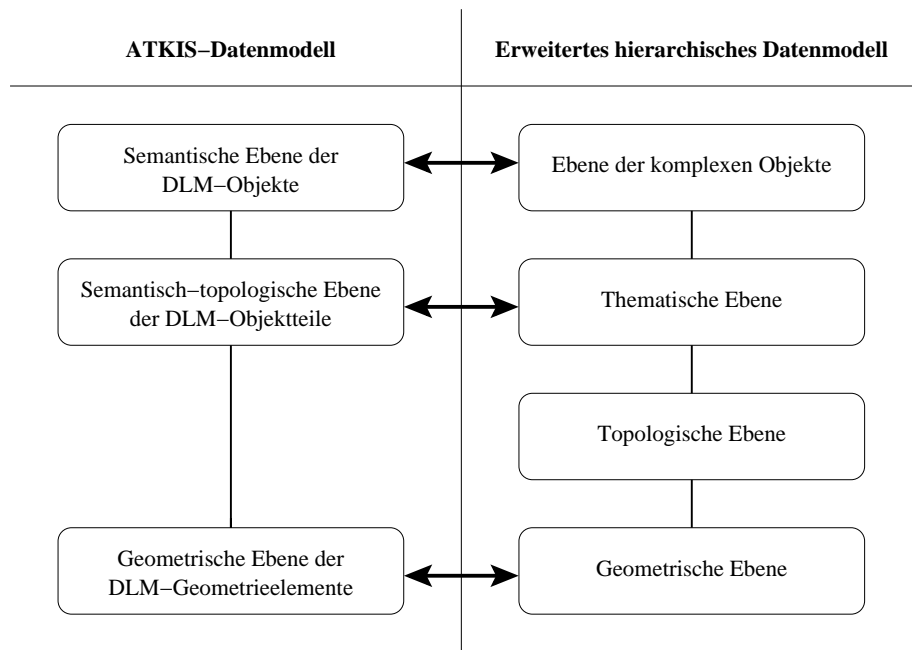 ATKIS−Datenmodell
Erweitertes hierarchisches Datenmodell
Semantische Ebene der
DLM−Objekte
Ebene der komplexen Objekte
Semantisch−topologische Ebene
der DLM−Objektteile
Thematische Ebene
Topologische Ebene
Geometrische Ebene der
DLM−Geometrieelemente
Geometrische Ebene